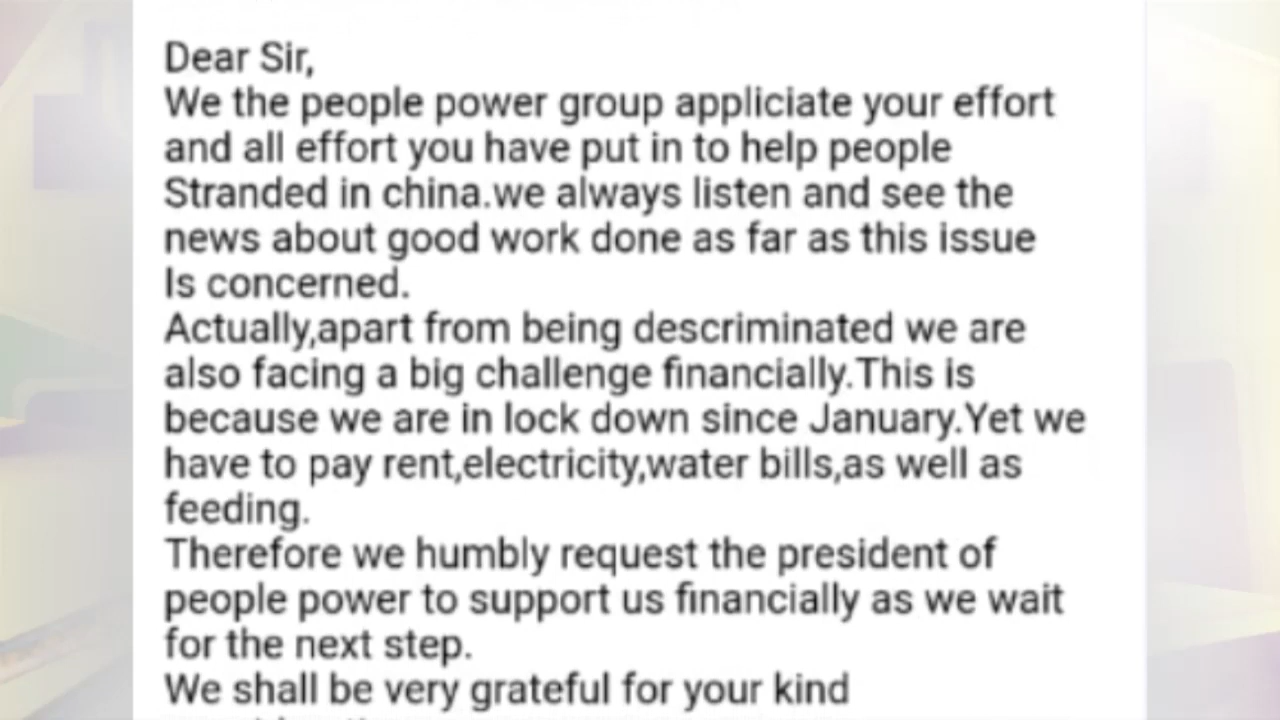 Dear Sir,
We the people power group appliciate your effort
and all effort you have put in to help people
Stranded in china.we always listen and see the
news about good work done as far as this issue
Is concerned.
Actually,apart from being descriminated we are
also facing a big challenge financially.This is
because we are in lock down since January.Yet we
have to pay rent,electricity,water bills,as well as
feeding.
Therefore we humbly request the president of
people power to support us financially as we wait
for the next step.
We shall be very grateful for your kind